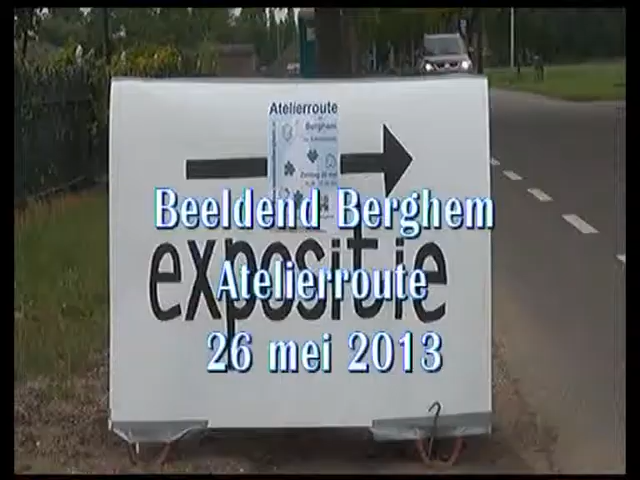 Atelierroute
Berghem
Beeldend Berghem
expositie
Atelierroute
26 mei 2013